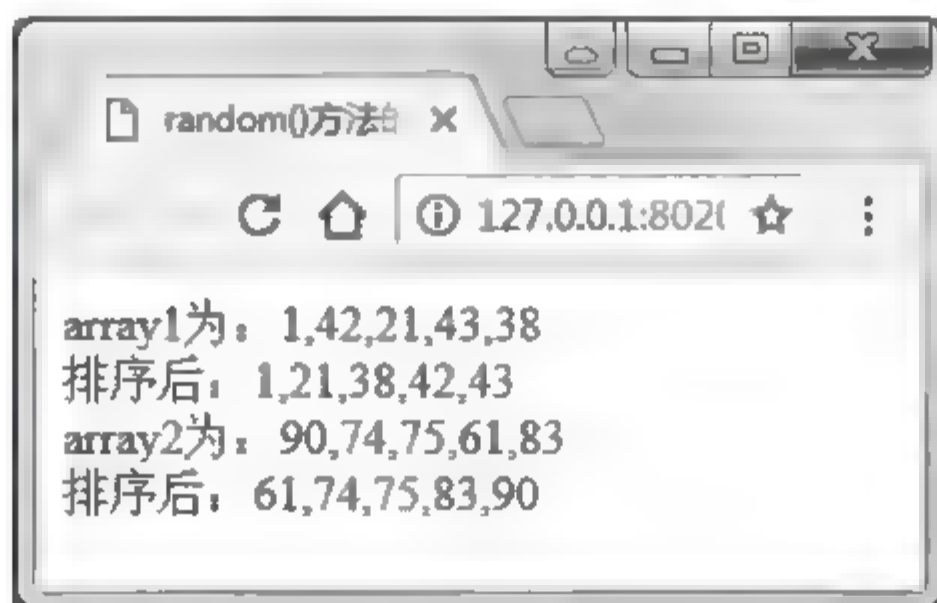 random()方法
127.0.0.1:802
array1为：1,42,21,43,38
排序后：1,21,38,42,43
array2为：90,74,75,61,83
排序后：61,74,75,83,90